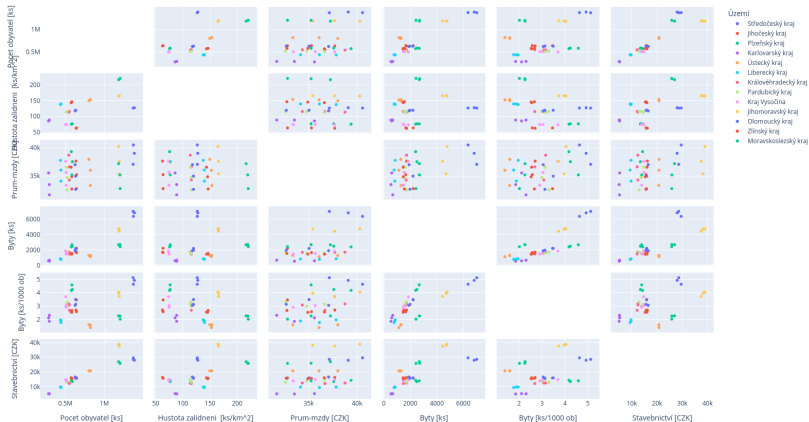 Pocet obyvatel [ks]
1M
0.5M
Hustota zalidneni [ks/km^2]
200
150
100
50
Prum-mzdy [CZK]
40k
35k
Byty [ks]
6000
4000
2000
0
Byty [ks/1000 ob]
5
4
3
2
Stavebnictví [CZK]
40k
30k
20k
10k
0.5M 1M
50 100 150 200
35k 40k
0 2000 4000 6000
2 3 4 5
10k 20k 30k 40k
Pocet obyvatel [ks]
Hustota zalidneni [ks/km^2]
Prum-mzdy [CZK]
Byty [ks]
Byty [ks/1000 ob]
Stavebnictví [CZK]
Území
Středočeský kraj
Jihočeský kraj
Plzeňský kraj
Karlovarský kraj
Ústecký kraj
Liberecký kraj
Královéhradecký kraj
Pardubický kraj
Kraj Vysočina
Jihomoravský kraj
Olomoucký kraj
Zlínský kraj
Moravskoslezský kraj